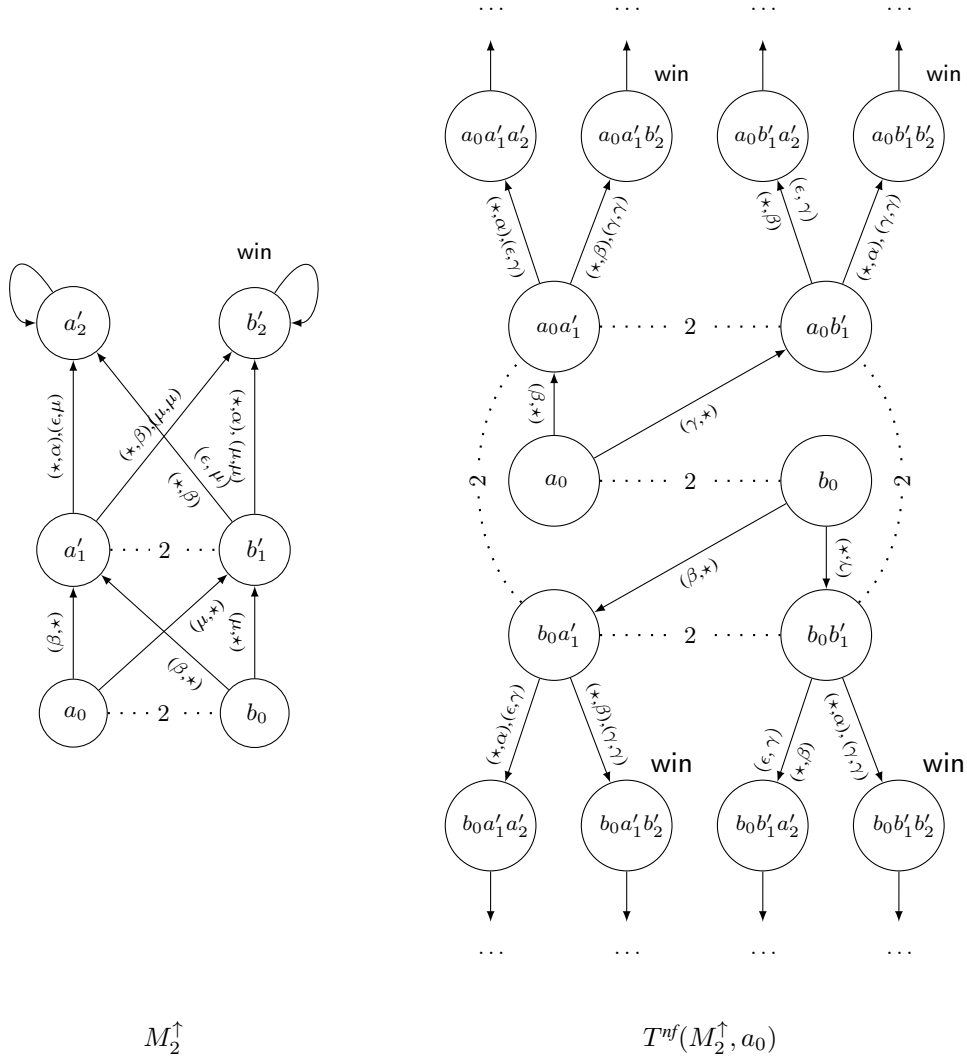 … … … …
win win
a₀a′₁a′₂ a₀a′₁b′₂ a₀b′₁a′₂ a₀b′₁b′₂
(⋆,α),(ϵ,γ) (⋆,β),(γ,γ) (⋆,β) (ϵ, γ) (⋆,α), (γ,γ)
a₀a′₁ 2 a₀b′₁
(β,⋆) (γ,⋆)
2 a₀ 2 b₀ 2
(β,⋆) (γ,⋆)
b₀a′₁ 2 b₀b′₁
(⋆,α),(ϵ,γ) (⋆,β),(γ,γ) (ϵ, γ) (⋆,β) (⋆,α), (γ,γ)
win win
b₀a′₁a′₂ b₀a′₁b′₂ b₀b′₁a′₂ b₀b′₁b′₂
… … … …
win
a′₂ b′₂
(⋆,α),(ϵ,μ) (⋆,β),(μ,μ) (ϵ, μ) (⋆,β) (⋆,α), (μ,μ)
a′₁ 2 b′₁
(β,⋆) (μ,⋆) (β,⋆) (μ,⋆)
a₀ 2 b₀
M₂↑ Tⁿᶠ(M₂↑, a₀)